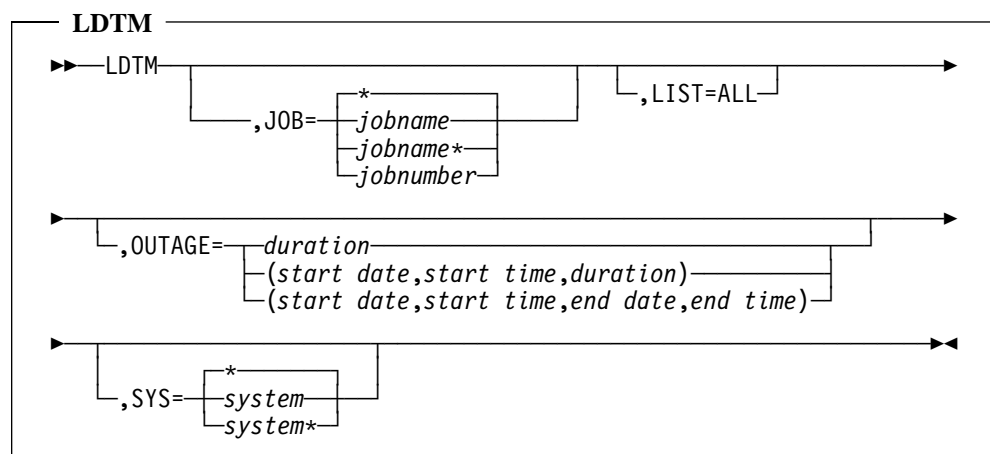 LDTM
LDTM
,JOB= * ,LIST=ALL
jobname
jobname*
jobnumber
,OUTAGE= duration
(start date,start time,duration)
(start date,start time,end date,end time)
,SYS= *
system
system*